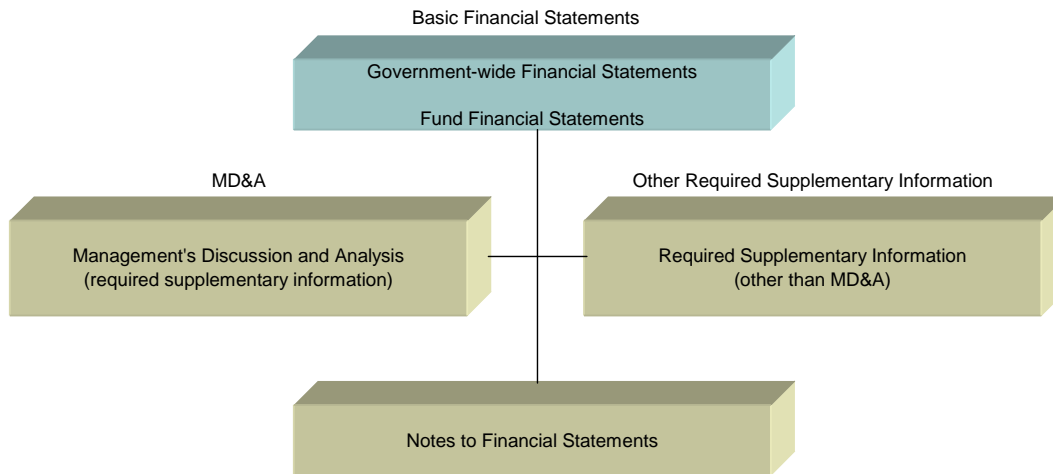 Basic Financial Statements
Government-wide Financial Statements
Fund Financial Statements
MD&A
Management's Discussion and Analysis
(required supplementary information)
Other Required Supplementary Information
Required Supplementary Information
(other than MD&A)
Notes to Financial Statements